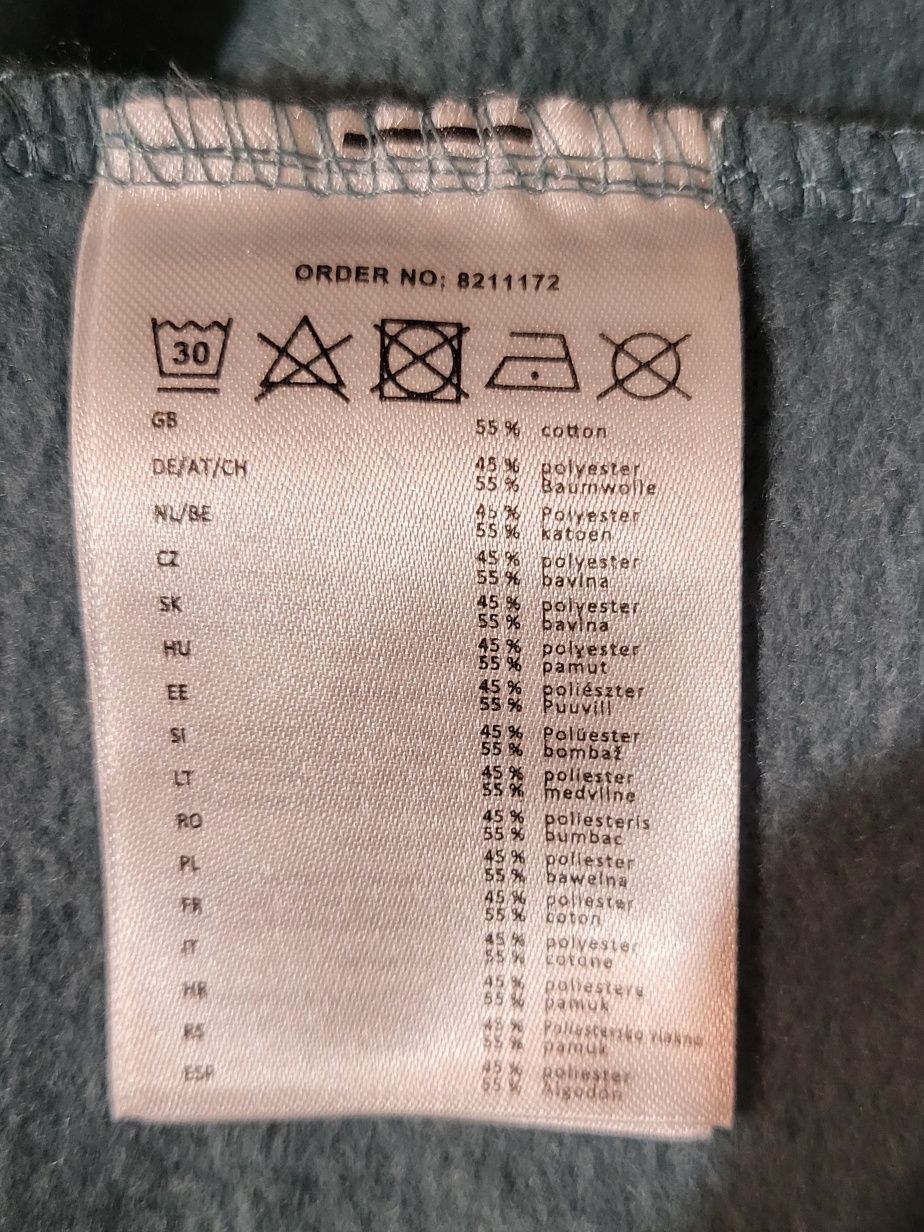 ORDER NO; 8211172
30
GB 55 % cotton
45 % polyester
DE/AT/CH 55 % Baumwolle
45 % Polyester
NL/BE 55 % katoen
45 % polyester
CZ 55 % bavlna
45 % polyester
SK 55 % bavlna
45 % polyester
HU 55 % pamut
45 % poliészter
EE 55 % Puuvill
45 % Polüester
SI 55 % bombaž
45 % poliester
LT 55 % medvilne
45 % poliesteris
RO 55 % bumbac
45 % poliester
PL 55 % bawelna
45 % poliester
FR 55 % coton
45 % polyester
IT 55 % cotone
45 % poliestere
HR 55 % pamuk
45 % Poliestersko vlakno
RS 55 % pamuk
45 % poliester
ESP 55 % Algodon